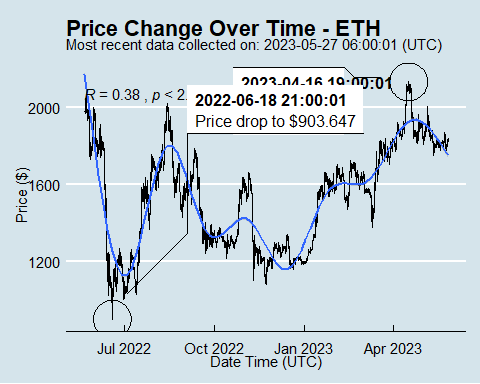 Price Change Over Time - ETH
Most recent data collected on: 2023-05-27 06:00:01 (UTC)
2023-04-16 19:00:01
R = 0.38 , p < 2.
2022-06-18 21:00:01
Price drop to $903.647
2000
1600
1200
Price ($)
Jul 2022
Oct 2022
Jan 2023
Apr 2023
Date Time (UTC)